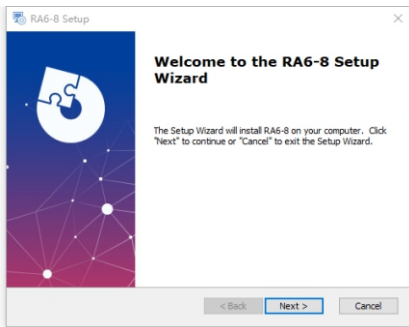 RA6-8 Setup
Welcome to the RA6-8 Setup
Wizard
The Setup Wizard will install RA6-8 on your computer. Click
"Next" to continue or "Cancel" to exit the Setup Wizard.
< Back Next > Cancel